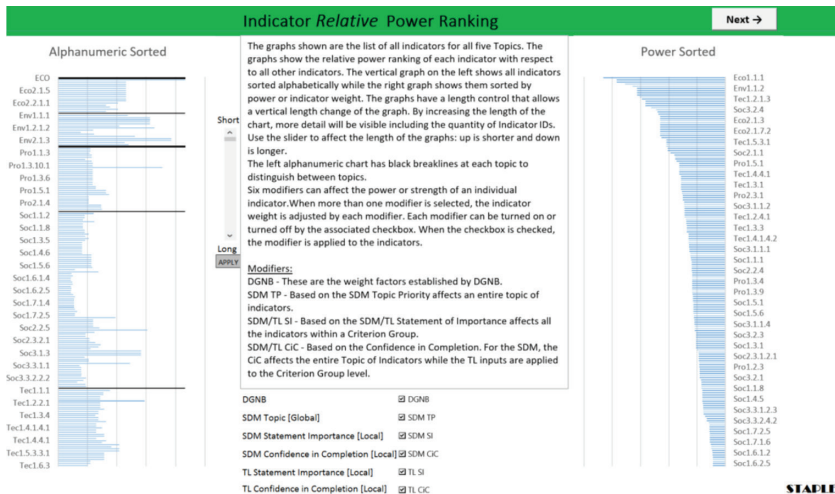 Indicator Relative Power Ranking
Next →
Alphanumeric Sorted
ECO
Eco2.1.5
Eco2.2.1.1
Env1.1.1
Env1.2.1.2
Env2.1.3
Pro1.1.3
Pro1.3.10.1
Pro1.3.6
Pro1.5.1
Pro2.1.4
Soc1.1.2
Soc1.1.8
Soc1.3.5
Soc1.4.6
Soc1.5.6
Soc1.6.1.4
Soc1.6.2.5
Soc1.7.1.4
Soc1.7.2.5
Soc2.2.5
Soc2.3.2.1
Soc3.1.3
Soc3.3.1.1
Soc3.3.2.2.2
Tec1.1.1
Tec1.2.2.1
Tec1.3.4
Tec1.4.1.4.1
Tec1.4.4.1
Tec1.5.3.3.1
Tec1.6.3
Short
Long
APPLY
The graphs shown are the list of all indicators for all five Topics. The
graphs show the relative power ranking of each indicator with respect
to all other indicators. The vertical graph on the left shows all indicators
sorted alphabetically while the right graph shows them sorted by
power or indicator weight. The graphs have a length control that allows
a vertical length change of the graph. By increasing the length of the
chart, more detail will be visible including the quantity of Indicator IDs.
Use the slider to affect the length of the graphs: up is shorter and down
is longer.
The left alphanumeric chart has black breaklines at each topic to
distinguish between topics.
Six modifiers can affect the power or strength of an individual
indicator.When more than one modifier is selected, the indicator
weight is adjusted by each modifier. Each modifier can be turned on or
turned off by the associated checkbox. When the checkbox is checked,
the modifier is applied to the indicators.
Modifiers:
DGNB - These are the weight factors established by DGNB.
SDM TP - Based on the SDM Topic Priority affects an entire topic of
indicators.
SDM/TL SI - Based on the SDM/TL Statement of Importance affects all
the indicators within a Criterion Group.
SDM/TL CiC - Based on the Confidence in Completion. For the SDM, the
CiC affects the entire Topic of Indicators while the TL inputs are applied
to the Criterion Group level.
DGNB DGNB
SDM Topic [Global] SDM TP
SDM Statement Importance [Local] SDM SI
SDM Confidence in Completion [Local] SDM CiC
TL Statement Importance [Local] TL SI
TL Confidence in Completion [Local] TL CiC
Power Sorted
Eco1.1.1
Env1.1.2
Tec1.2.1.3
Soc3.2.4
Eco2.1.3
Eco2.1.7.2
Tec1.5.3.1
Soc2.1.1
Pro1.5.1
Tec1.4.4.1
Tec1.3.1
Pro2.3.1
Soc3.1.1.2
Tec1.2.4.1
Tec1.3.3
Tec1.4.1.4.2
Soc3.1.1.1
Soc1.1.1
Soc2.2.4
Pro1.3.4
Pro1.3.9
Soc1.5.1
Soc1.5.6
Soc3.1.1.4
Soc3.2.3
Soc1.3.1
Soc2.3.1.2.1
Pro1.2.3
Soc3.2.1
Soc1.1.8
Soc1.4.5
Soc3.3.1.2.3
Soc3.3.2.4.2
Soc1.7.2.5
Soc1.7.1.6
Soc1.6.1.2
Soc1.6.2.5